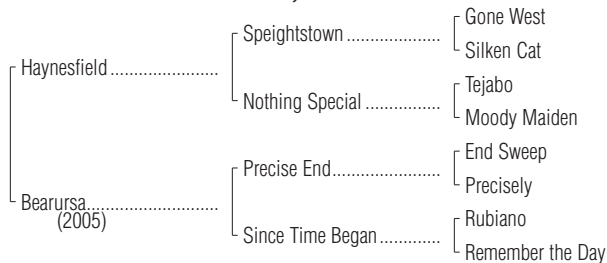 Gone West
Speightstown ...................
Silken Cat
Haynesfield .......................
Tejabo
Nothing Special ...............
Moody Maiden
End Sweep
Precise End.......................
Precisely
Bearursa............................
(2005)
Rubiano
Since Time Began .............
Remember the Day